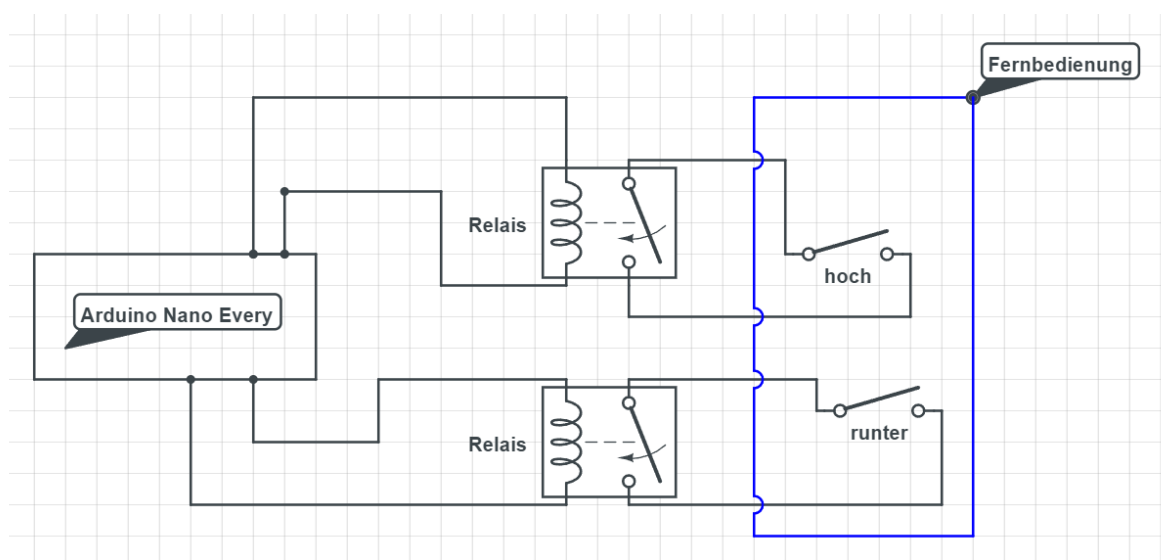 Fernbedienung
Relais
hoch
Arduino Nano Every
Relais
runter